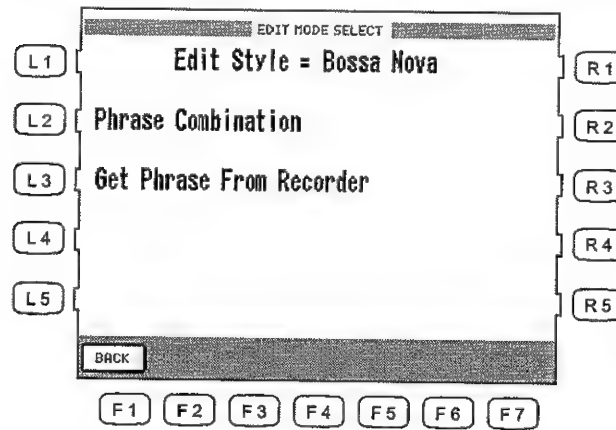 EDIT MODE SELECT
L1 Edit Style = Bossa Nova R1
L2 Phrase Combination R2
L3 Get Phrase From Recorder R3
L4 R4
L5 R5
BACK
F1 F2 F3 F4 F5 F6 F7